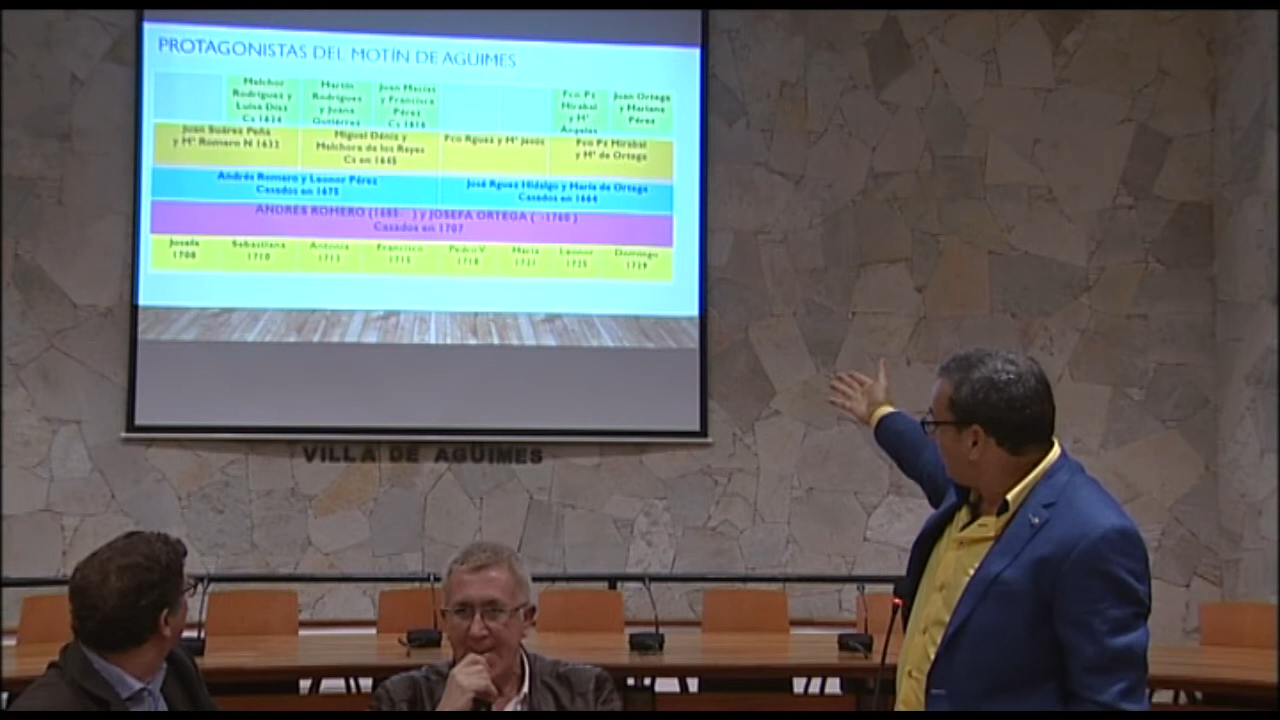 PROTAGONISTAS DEL MOTÍN DE AGUIMES
Melchor
Rodríguez y
Luisa Díaz
Cs 1634
Martín
Rodríguez
y Juana
Gutiérrez
Juan Macías
y Francisca
Pérez
Cs 1616
Fco Pz
Mirabal
y Mª
Ángeles
Juan Ortega
y Mariana
Pérez
Juan Suárez Peña
y Mª Romero N 1632
Miguel Déniz y
Melchora de los Reyes
Cs en 1645
Fco Rguez y Mª Jesús
Fco Pz Mirabal
y Mª de Ortega
Andrés Romero y Leonor Pérez
Casados en 1675
José Rguez Hidalgo y María de Ortega
Casados en 1664
ANDRÉS ROMERO (1685- ) y JOSEFA ORTEGA ( -1760 )
Casados en 1707
Josefa
1708
Sebastiana
1710
Antonia
1713
Francisco
1715
Pedro V.
1718
María
1721
Leonor
1725
Domingo
1729
VILLA DE AGÜIMES